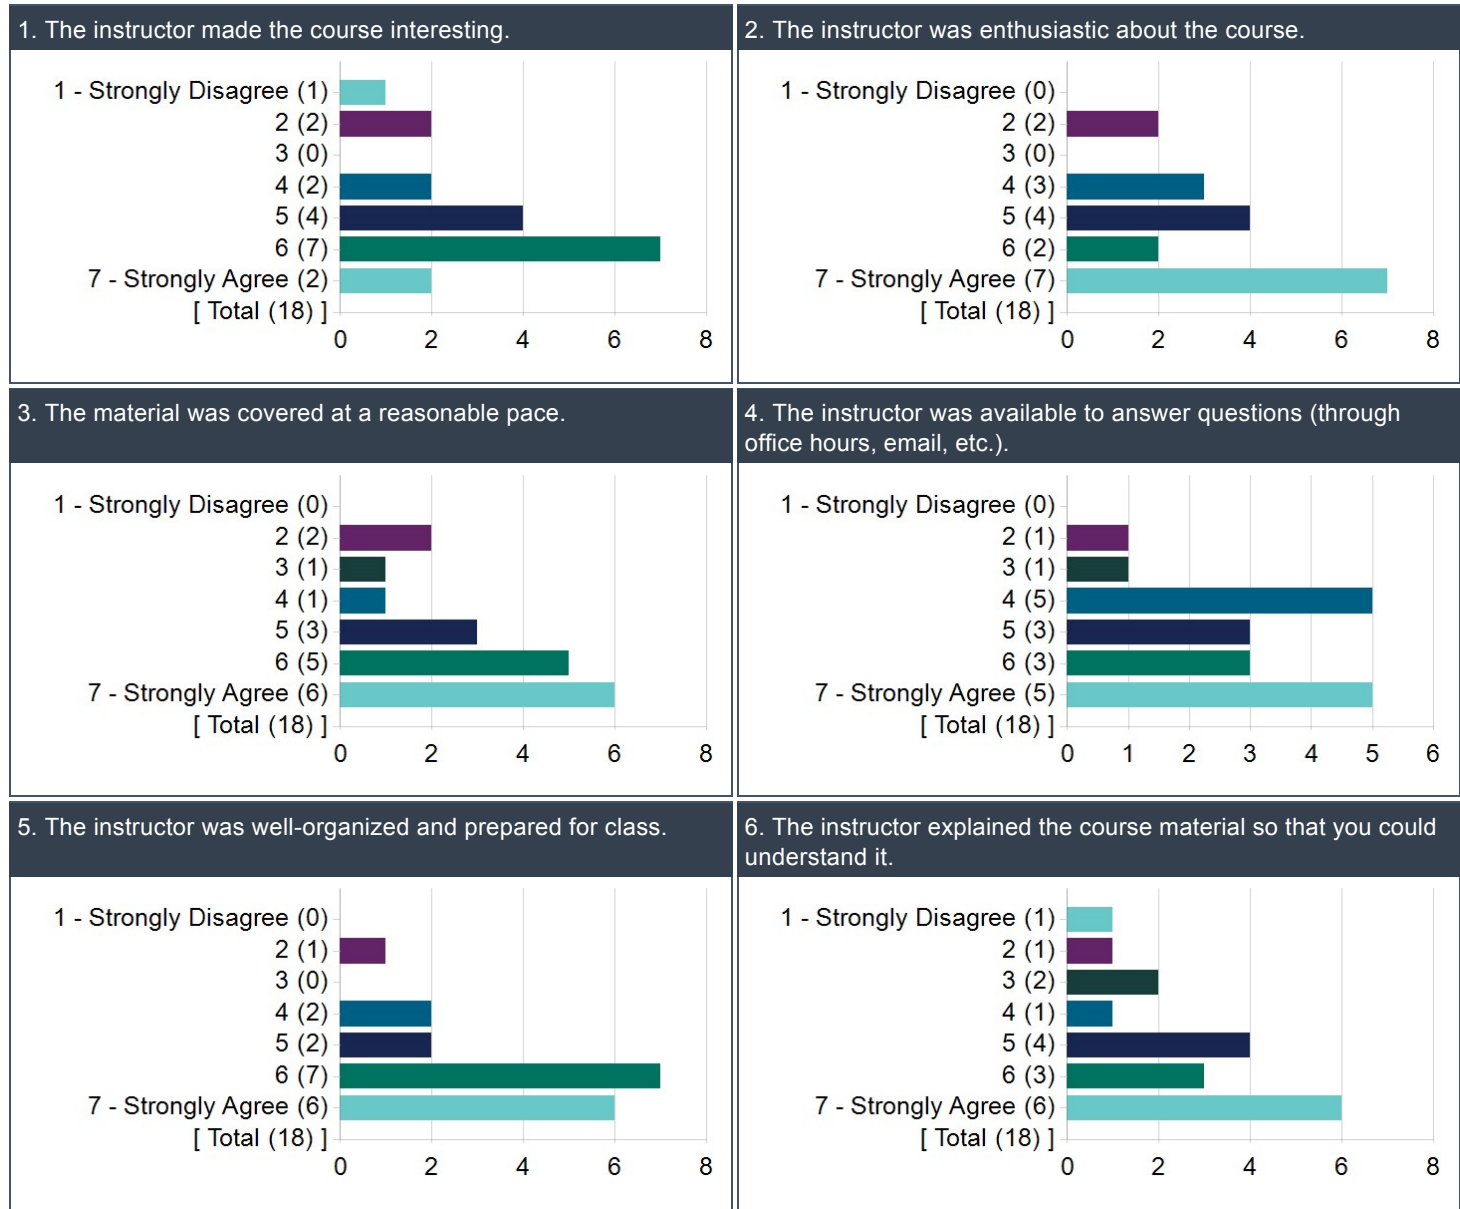 1. The instructor made the course interesting.
1 - Strongly Disagree (1)
2 (2)
3 (0)
4 (2)
5 (4)
6 (7)
7 - Strongly Agree (2)
[ Total (18) ]
0 2 4 6 8
2. The instructor was enthusiastic about the course.
1 - Strongly Disagree (0)
2 (2)
3 (0)
4 (3)
5 (4)
6 (2)
7 - Strongly Agree (7)
[ Total (18) ]
0 2 4 6 8
3. The material was covered at a reasonable pace.
1 - Strongly Disagree (0)
2 (2)
3 (1)
4 (1)
5 (3)
6 (5)
7 - Strongly Agree (6)
[ Total (18) ]
0 2 4 6 8
4. The instructor was available to answer questions (through
office hours, email, etc.).
1 - Strongly Disagree (0)
2 (1)
3 (1)
4 (5)
5 (3)
6 (3)
7 - Strongly Agree (5)
[ Total (18) ]
0 1 2 3 4 5 6
5. The instructor was well-organized and prepared for class.
1 - Strongly Disagree (0)
2 (1)
3 (0)
4 (2)
5 (2)
6 (7)
7 - Strongly Agree (6)
[ Total (18) ]
0 2 4 6 8
6. The instructor explained the course material so that you could
understand it.
1 - Strongly Disagree (1)
2 (1)
3 (2)
4 (1)
5 (4)
6 (3)
7 - Strongly Agree (6)
[ Total (18) ]
0 2 4 6 8